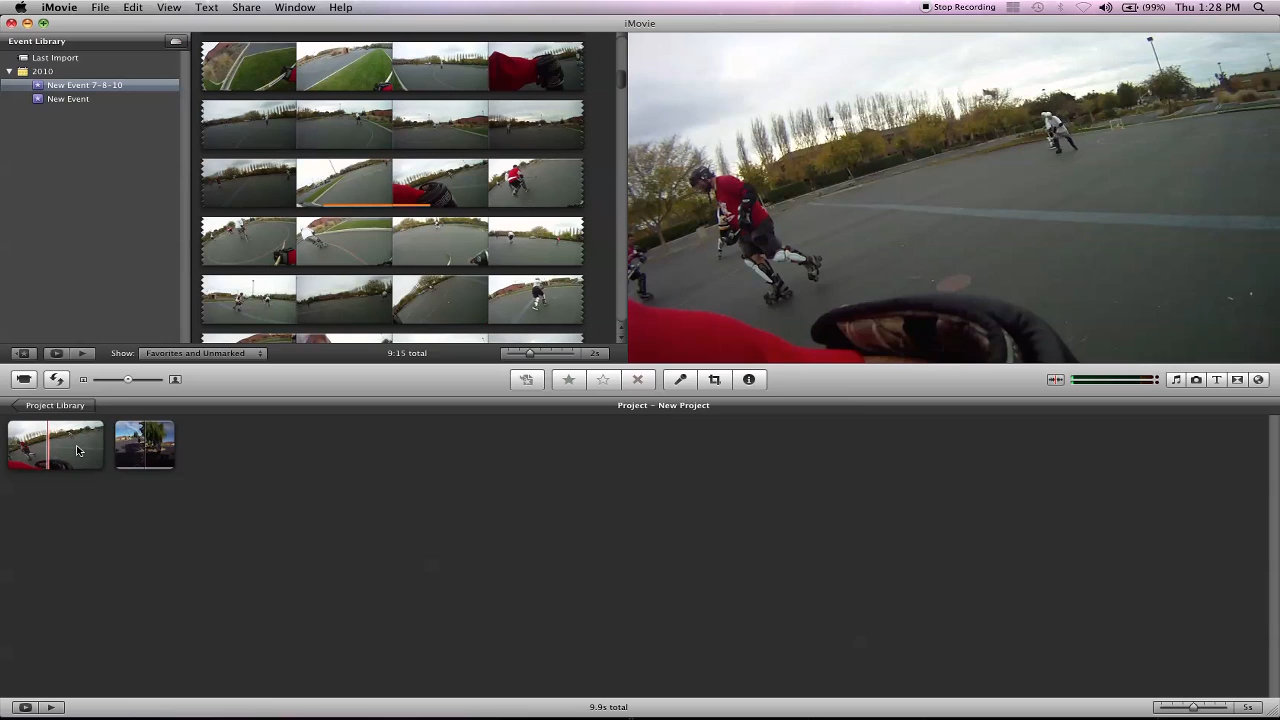 iMovie File Edit View Text Share Window Help Stop Recording (99%) Thu 1:28 PM
iMovie
Event Library
Last Import
2010
New Event 7-8-10
New Event
Show: Favorites and Unmarked 9:15 total 2s
Project Library Project - New Project
9.9s total 5s